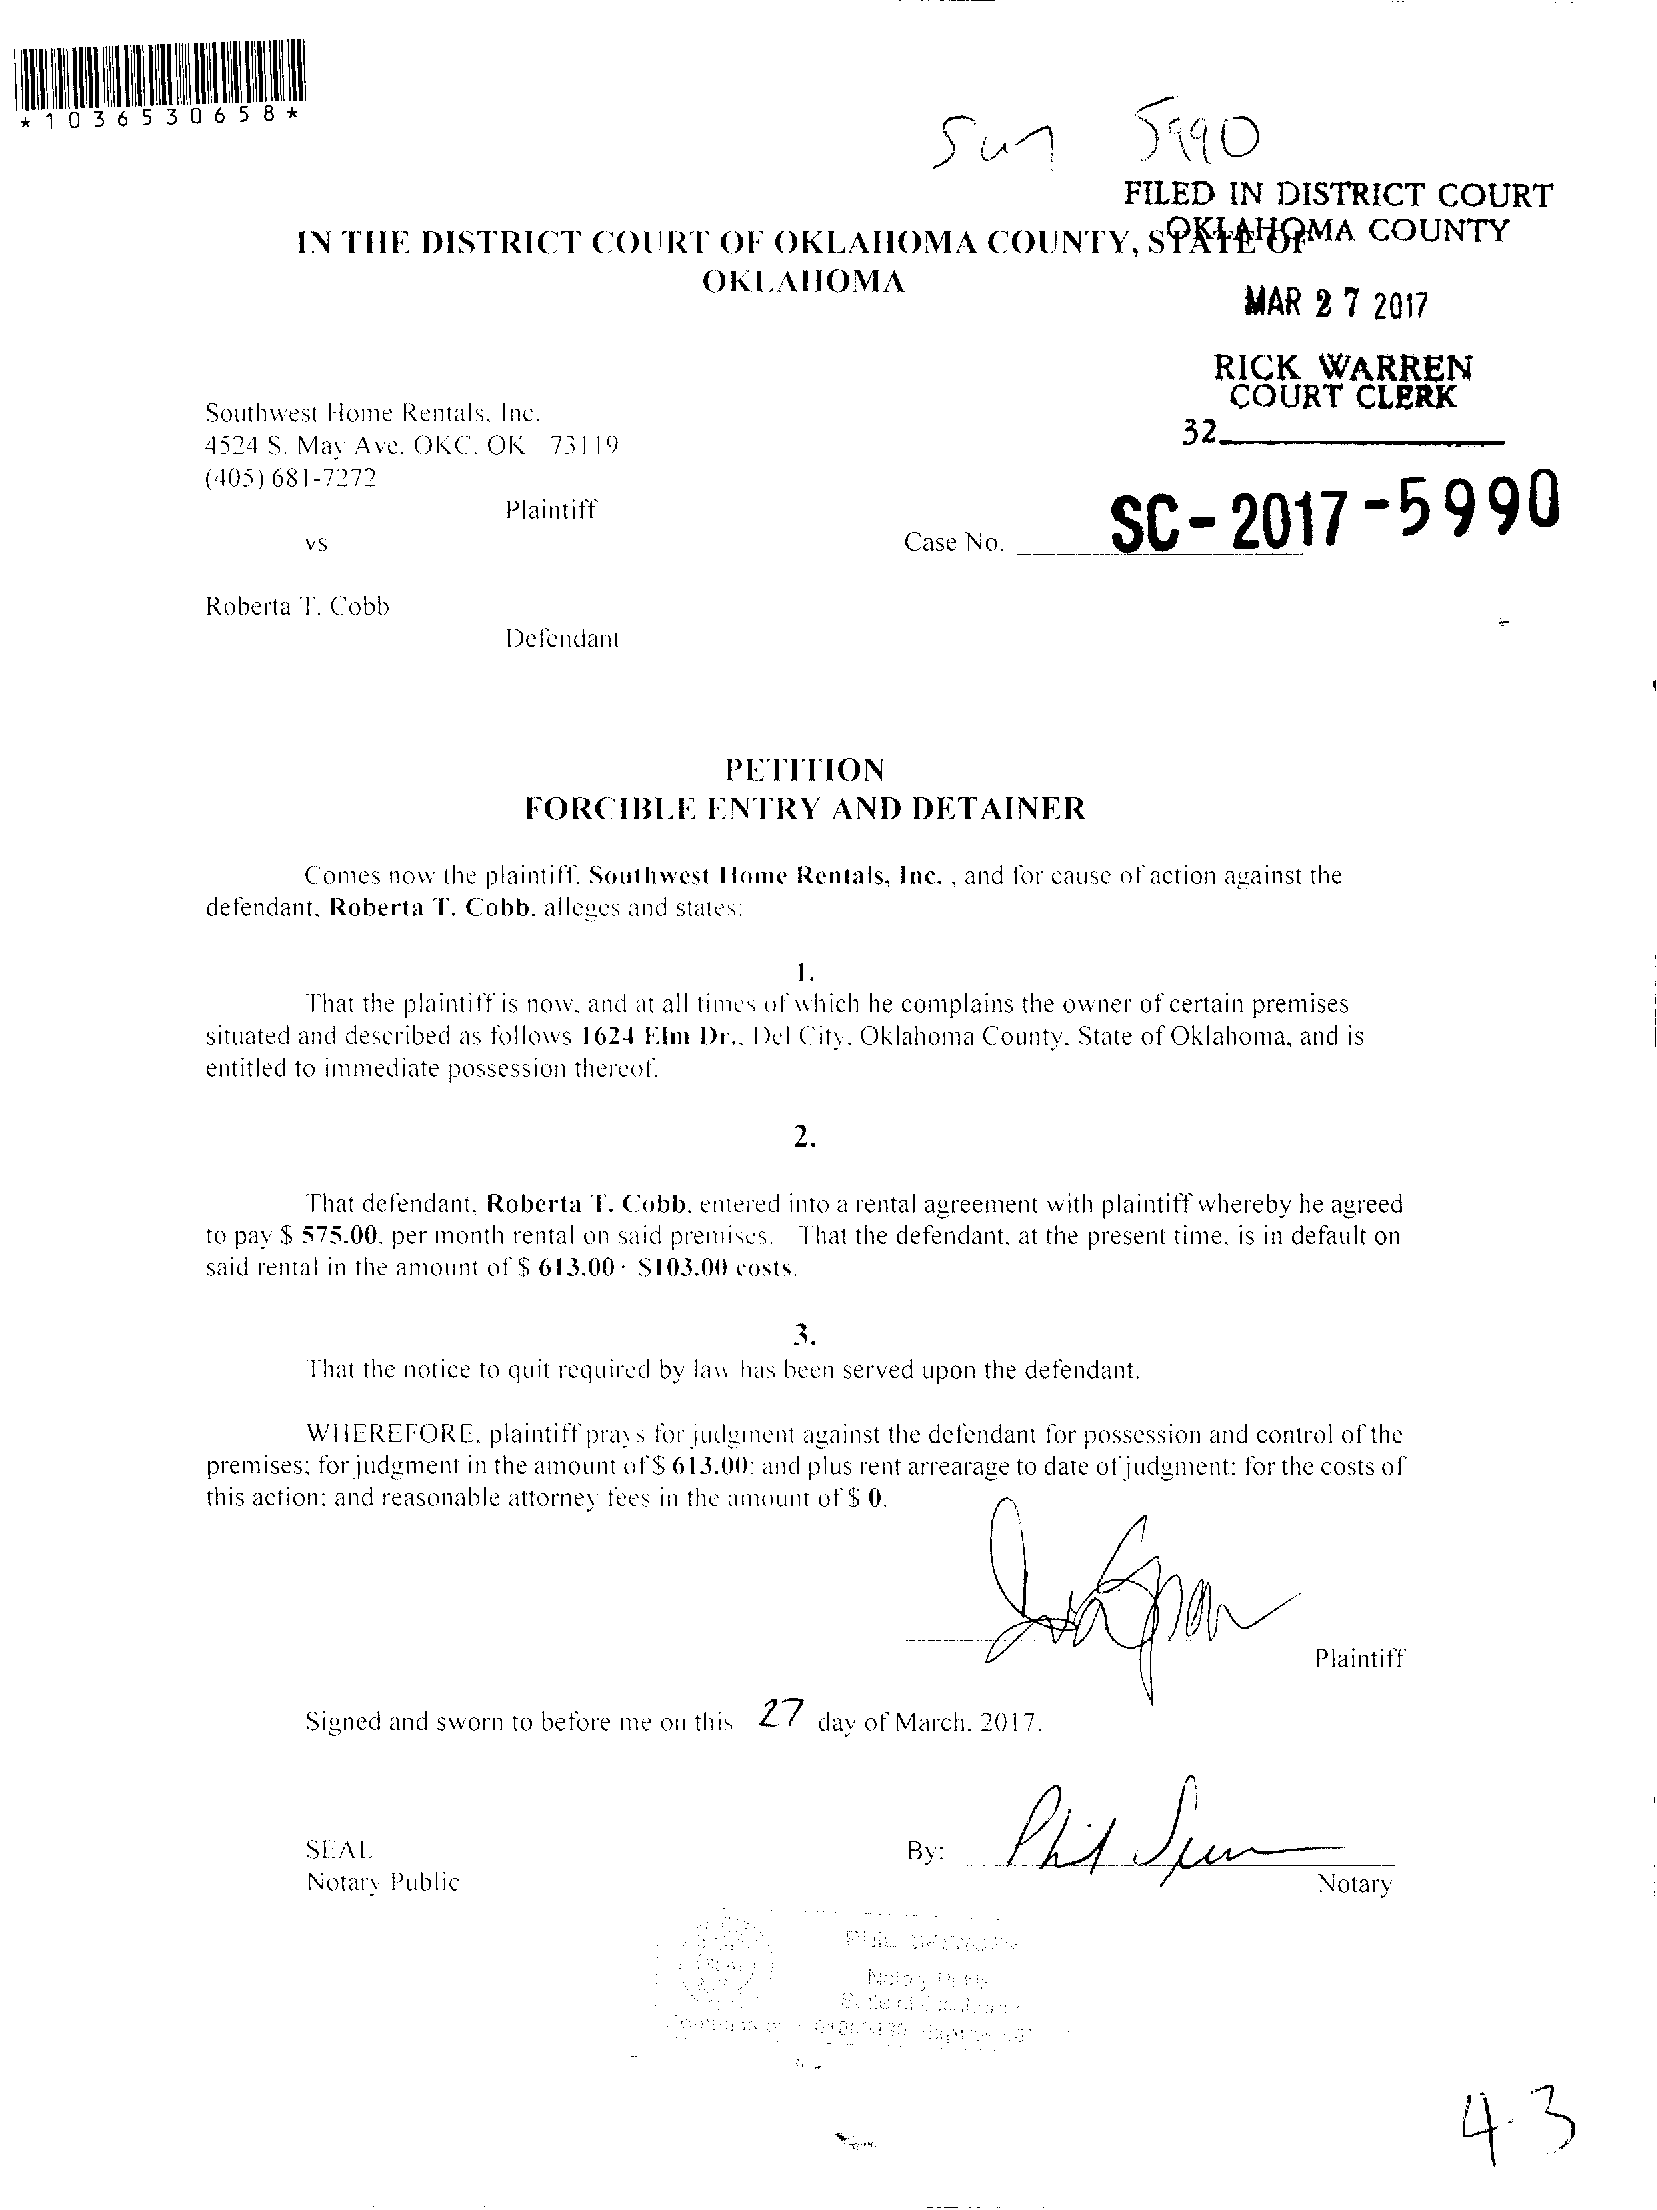 *1036530658*
5990
FILED IN DISTRICT COURT
OKLAHOMA COUNTY
IN THE DISTRICT COURT OF OKLAHOMA COUNTY, STATE OF
OKLAHOMA
MAR 27 2017
RICK WARREN
COURT CLERK
32
Southwest Home Rentals, Inc.
4524 S. May Ave. OKC, OK 73119
(405) 681-7272
Plaintiff
vs
Case No. SC-2017-5990
Roberta T. Cobb
Defendant
PETITION
FORCIBLE ENTRY AND DETAINER
Comes now the plaintiff, Southwest Home Rentals, Inc. , and for cause of action against the
defendant, Roberta T. Cobb, alleges and states:
1.
That the plaintiff is now, and at all times of which he complains the owner of certain premises
situated and described as follows 1624 Elm Dr., Del City, Oklahoma County, State of Oklahoma, and is
entitled to immediate possession thereof.
2.
That defendant, Roberta T. Cobb, entered into a rental agreement with plaintiff whereby he agreed
to pay $ 575.00, per month rental on said premises. That the defendant, at the present time, is in default on
said rental in the amount of $ 613.00 · $103.00 costs.
3.
That the notice to quit required by law has been served upon the defendant.
WHEREFORE, plaintiff prays for judgment against the defendant for possession and control of the
premises; for judgment in the amount of $ 613.00; and plus rent arrearage to date of judgment; for the costs of
this action; and reasonable attorney fees in the amount of $ 0.
Plaintiff
Signed and sworn to before me on this 27 day of March, 2017.
SEAL
By:
Notary Public
Notary
43